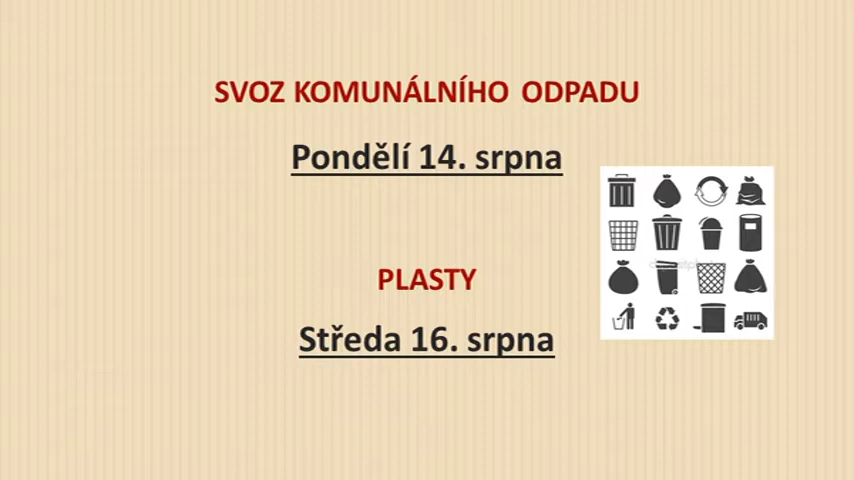 SVOZ KOMUNÁLNÍHO ODPADU
Pondělí 14. srpna
PLASTY
Středa 16. srpna